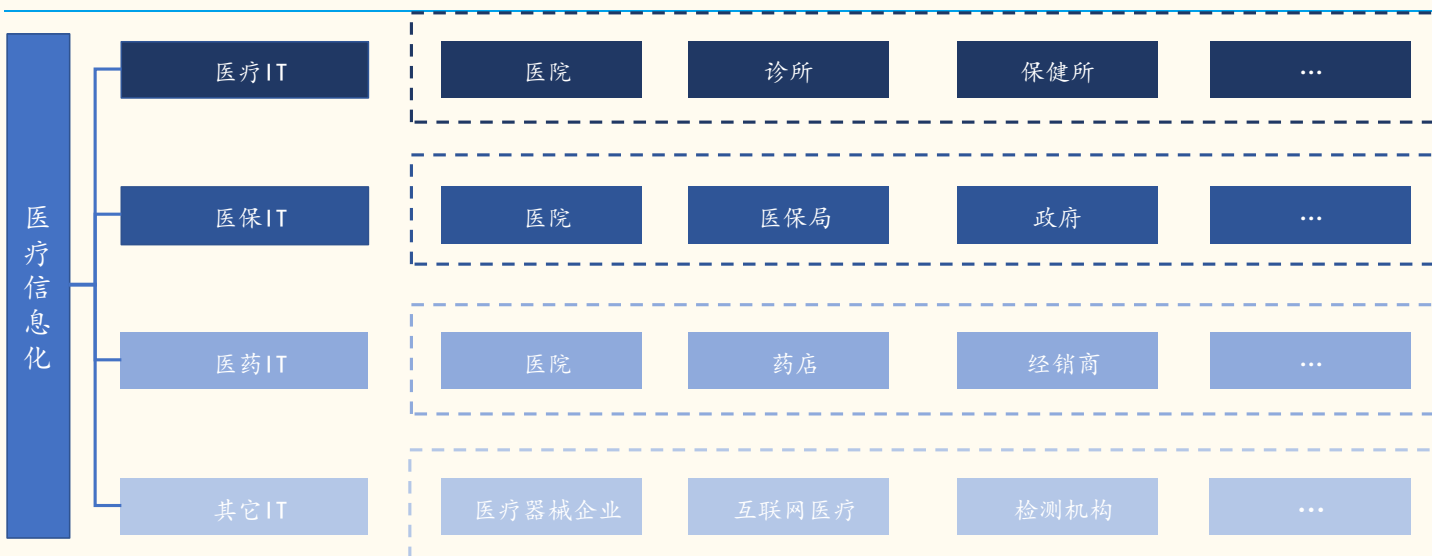 医疗信息化
医疗IT
医院
诊所
保健所
…
医保IT
医院
医保局
政府
…
医药IT
医院
药店
经销商
…
其它IT
医疗器械企业
互联网医疗
检测机构
…